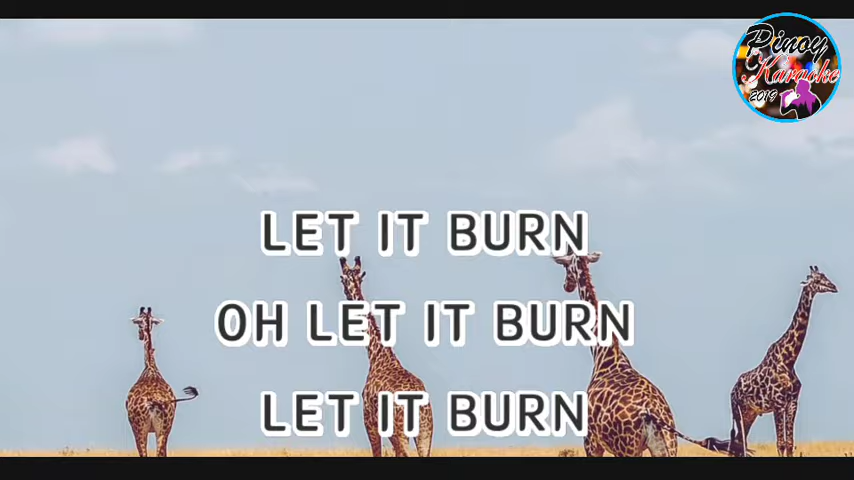 Pinoy
Karaoke
2019
LET IT BURN
OH LET IT BURN
LET IT BURN